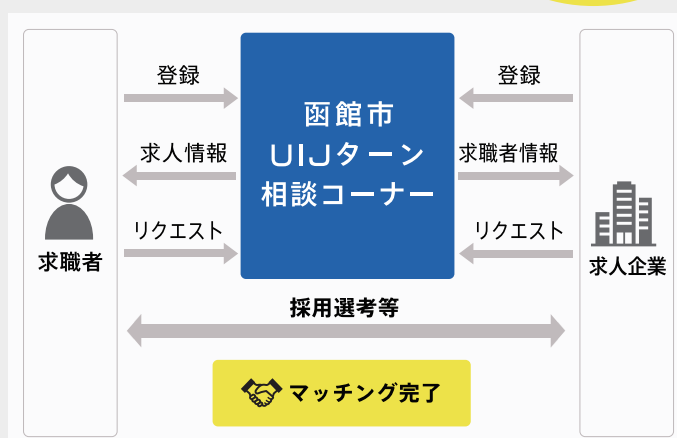 登録
登録
函館市
UIJターン
相談コーナー
求人情報
求職者情報
リクエスト
リクエスト
求職者
求人企業
採用選考等
マッチング完了